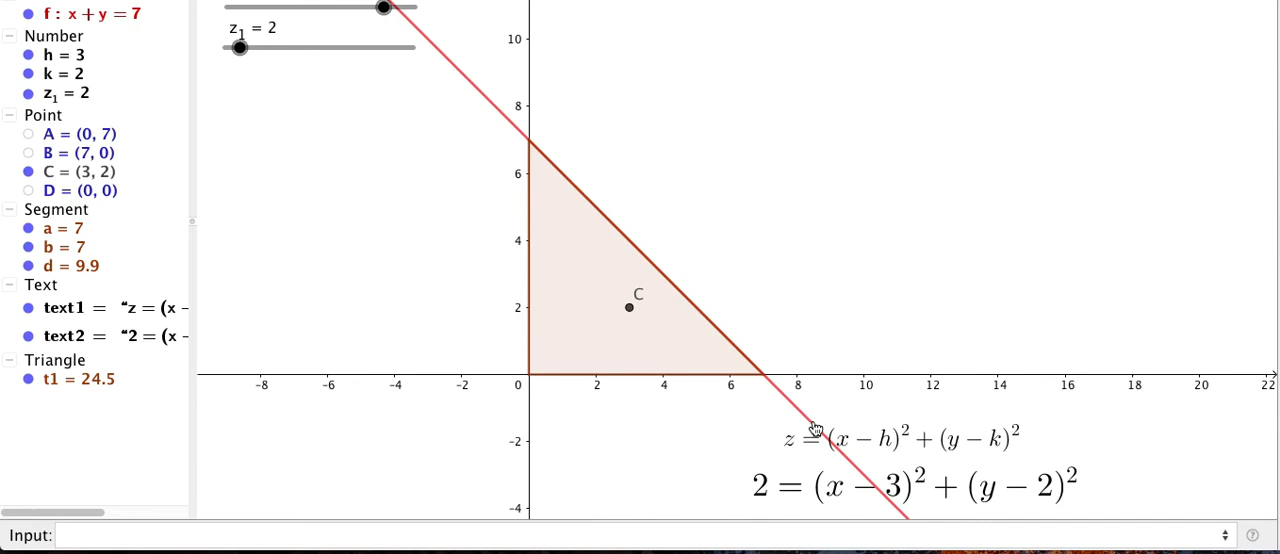 f : x + y = 7
Number
h = 3
k = 2
z₁ = 2
Point
A = (0, 7)
B = (7, 0)
C = (3, 2)
D = (0, 0)
Segment
a = 7
b = 7
d = 9.9
Text
text1 = “z = (x –
text2 = “2 = (x –
Triangle
t1 = 24.5
z₁ = 2
10
8
6
4
C
2
-8 -6 -4 -2 0 2 4 6 8 10 12 14 16 18 20 22
-2
z = (x − h)² + (y − k)²
2 = (x − 3)² + (y − 2)²
-4
Input: